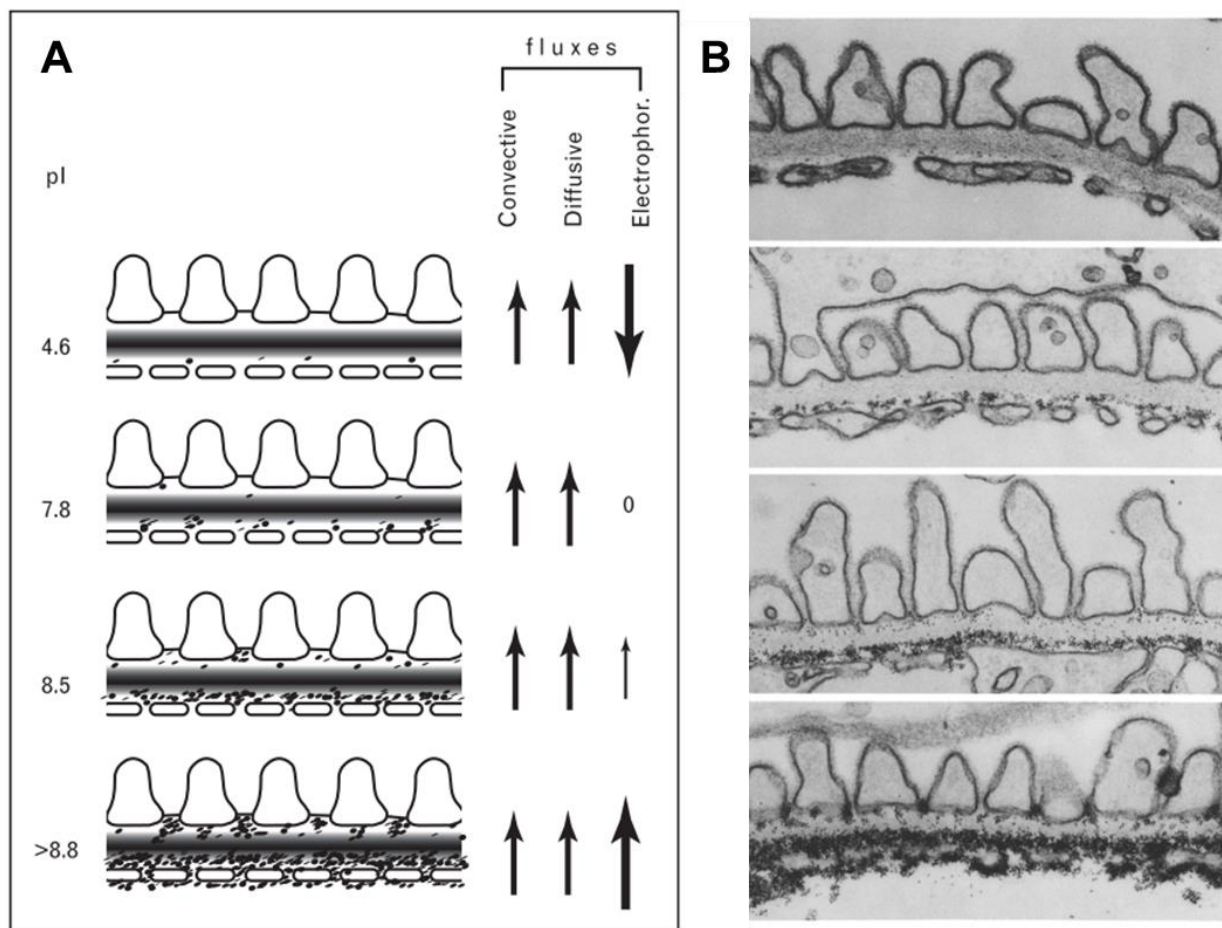 A
B
fluxes
Convective
Diffusive
Electrophor.
pI
4.6
7.8
0
8.5
>8.8